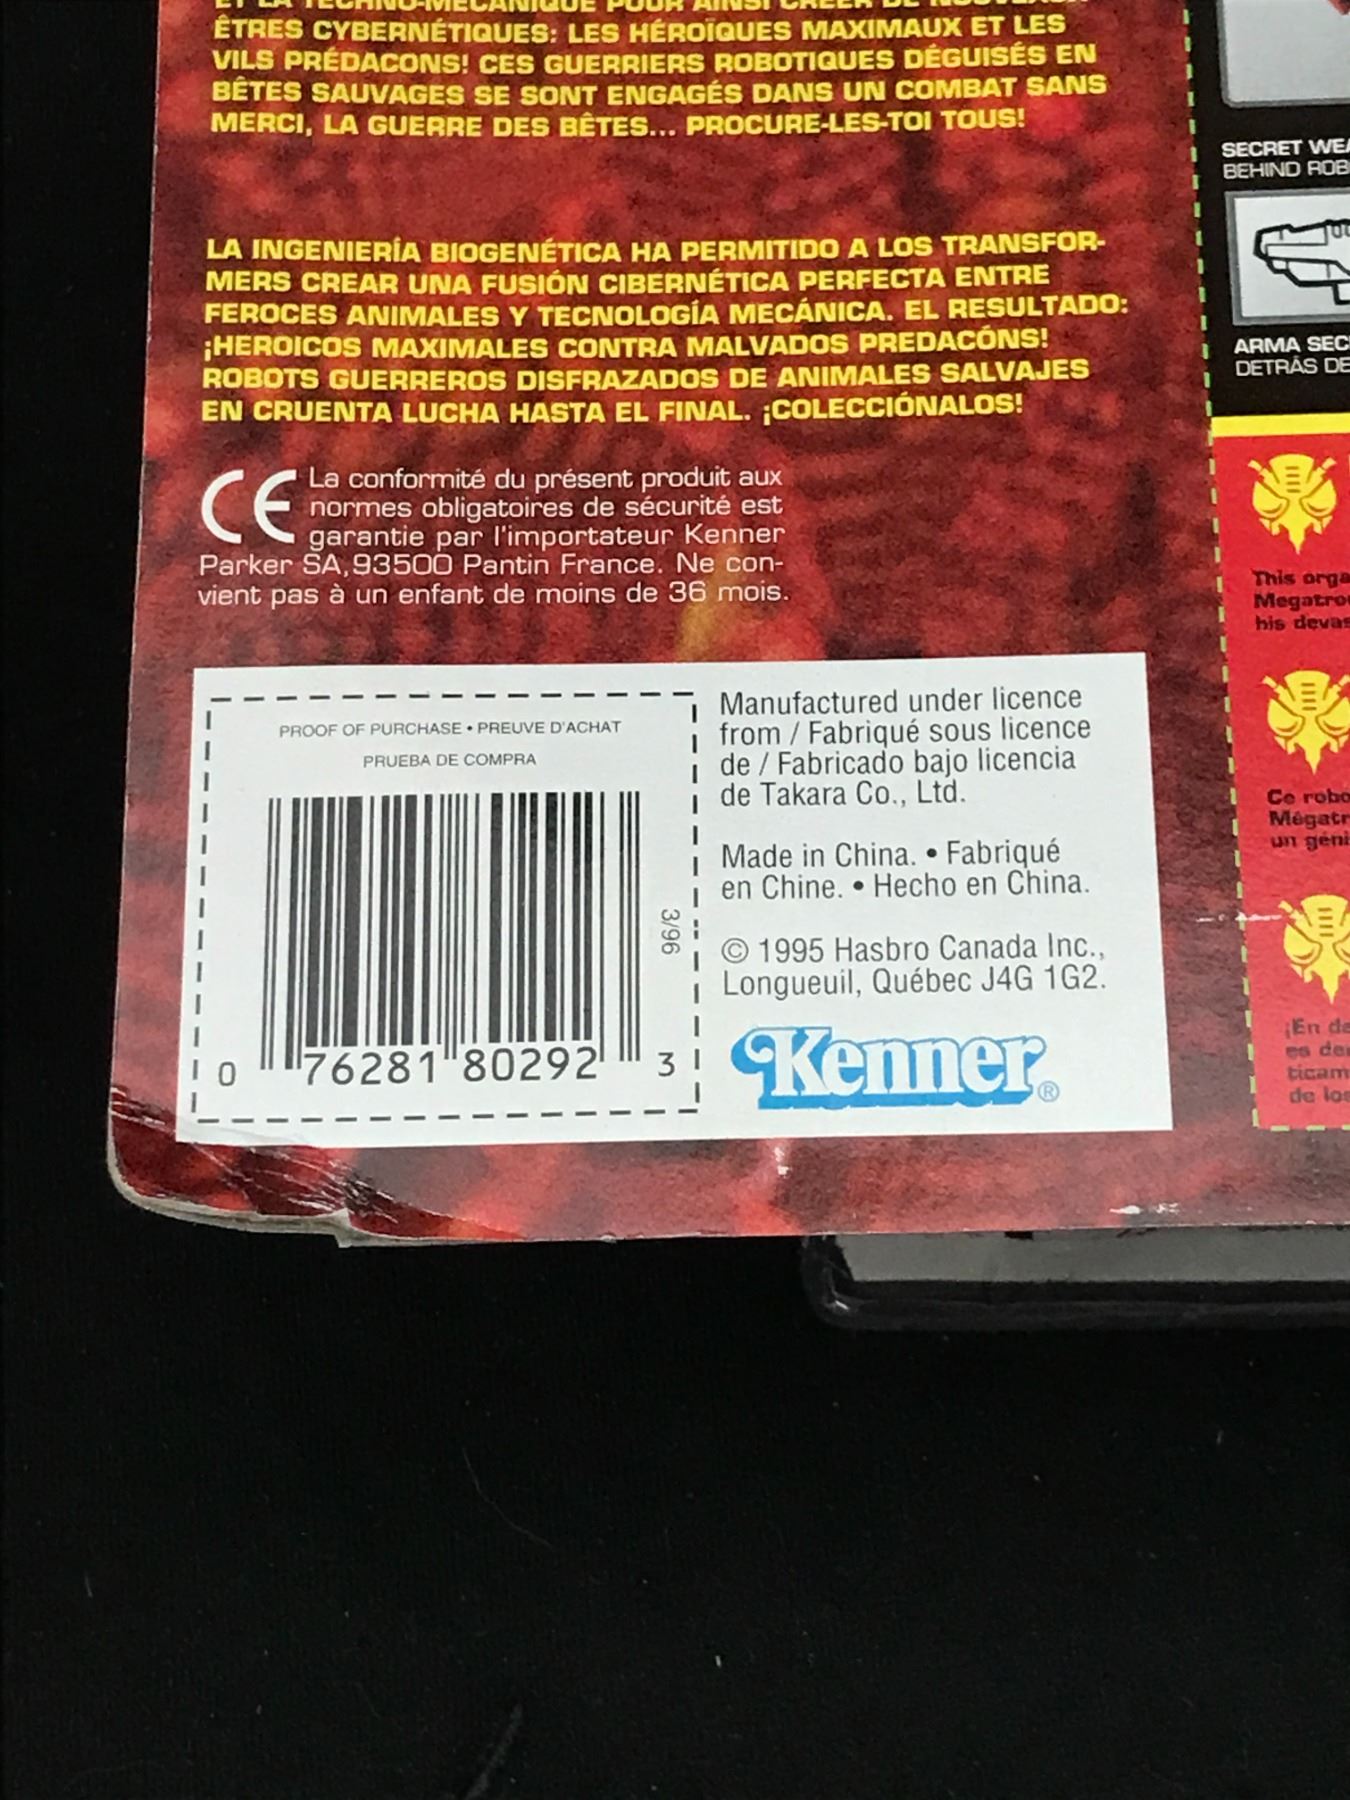 ÊTRES CYBERNÉTIQUES: LES HÉROÏQUES MAXIMAUX ET LES
VILS PRÉDACONS! CES GUERRIERS ROBOTIQUES DÉGUISÉS EN
BÊTES SAUVAGES SE SONT ENGAGÉS DANS UN COMBAT SANS
MERCI, LA GUERRE DES BÊTES... PROCURE-LES-TOI TOUS!
LA INGENIERÍA BIOGENÉTICA HA PERMITIDO A LOS TRANSFOR-
MERS CREAR UNA FUSIÓN CIBERNÉTICA PERFECTA ENTRE
FEROCES ANIMALES Y TECNOLOGÍA MECÁNICA. EL RESULTADO:
¡HEROICOS MAXIMALES CONTRA MALVADOS PREDACÓNS!
ROBOTS GUERREROS DISFRAZADOS DE ANIMALES SALVAJES
EN CRUENTA LUCHA HASTA EL FINAL. ¡COLECCIÓNALOS!
CE La conformité du présent produit aux
normes obligatoires de sécurité est
garantie par l'importateur Kenner
Parker SA,93500 Pantin France. Ne con-
vient pas à un enfant de moins de 36 mois.
PROOF OF PURCHASE • PREUVE D'ACHAT
PRUEBA DE COMPRA
3/96
0 76281 80292 3
Manufactured under licence
from / Fabriqué sous licence
de / Fabricado bajo licencia
de Takara Co., Ltd.
Made in China. • Fabriqué
en Chine. • Hecho en China.
© 1995 Hasbro Canada Inc.,
Longueuil, Québec J4G 1G2.
Kenner®
SECRET
BEHIND
ARMA
DETRÁS DE
This
his
Ce
un
¡En
es
de